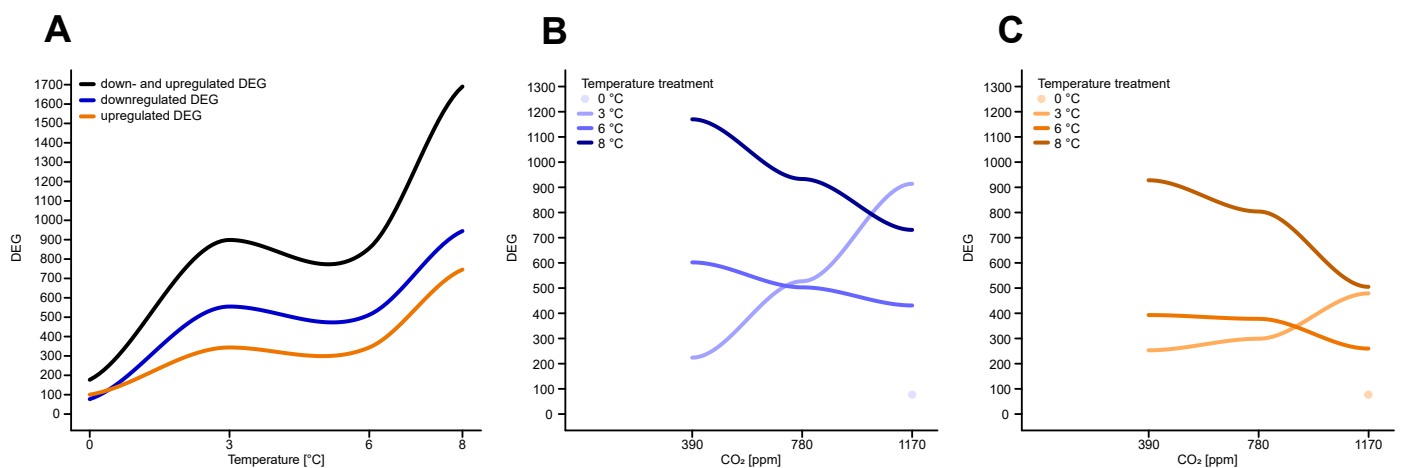 A
1700
1600
1500
1400
1300
1200
1100
1000
900
800
700
600
500
400
300
200
100
0
DEG
down- and upregulated DEG
downregulated DEG
upregulated DEG
0
3
6
8
Temperature [°C]
B
1300
1200
1100
1000
900
800
700
600
500
400
300
200
100
0
DEG
Temperature treatment
0 °C
3 °C
6 °C
8 °C
390
780
1170
CO₂ [ppm]
C
1300
1200
1100
1000
900
800
700
600
500
400
300
200
100
0
DEG
Temperature treatment
0 °C
3 °C
6 °C
8 °C
390
780
1170
CO₂ [ppm]